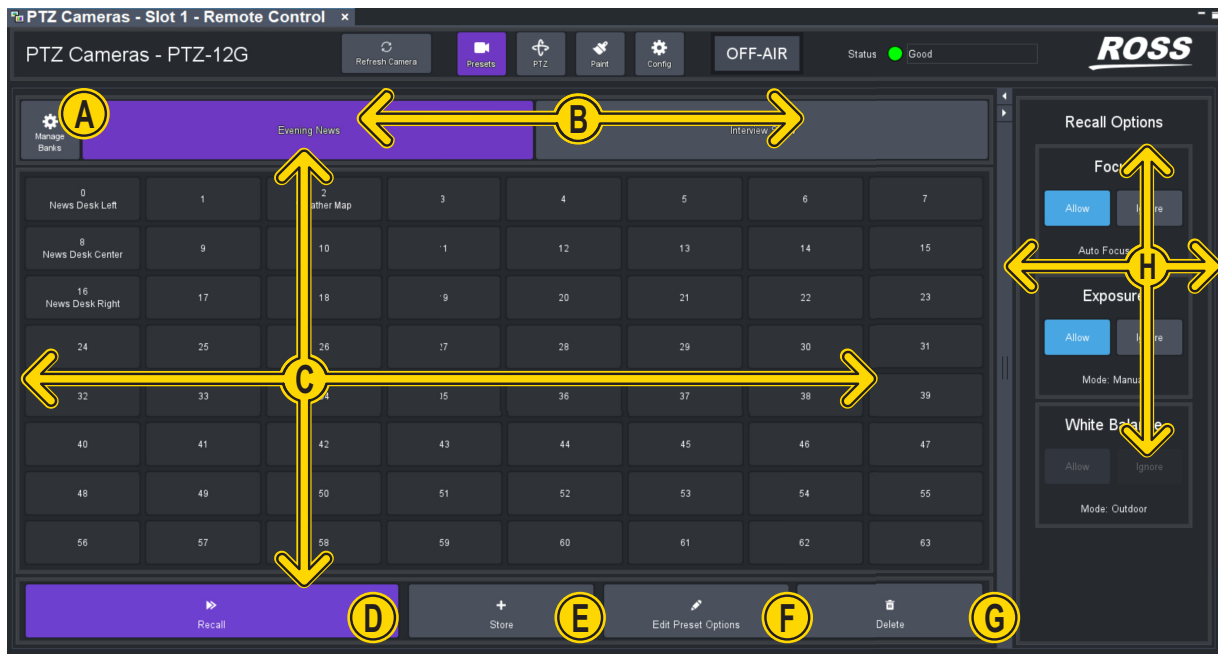 PTZ Cameras - Slot 1 - Remote Control ×
PTZ Cameras - PTZ-12G
Refresh Camera
Presets
PTZ
Paint
Config
OFF-AIR
Status
Good
ROSS
Manage
Banks
A
Evening News
B
Interview
Recall Options
0
News Desk Left
1
2
ather Map
3
4
5
6
7
8
News Desk Center
9
10
12
13
14
15
16
News Desk Right
17
18
20
21
22
23
24
25
26
28
29
30
31
32
33
C
36
37
38
39
40
41
42
43
44
45
46
47
48
49
50
51
52
53
54
55
56
57
58
59
60
61
62
63
Allow
Auto Focus
H
Exposure
Allow
Mode: Manua
White
Allow
Ignore
Mode: Outdoor
Recall
D
Store
E
Edit Preset Options
F
Delete
G